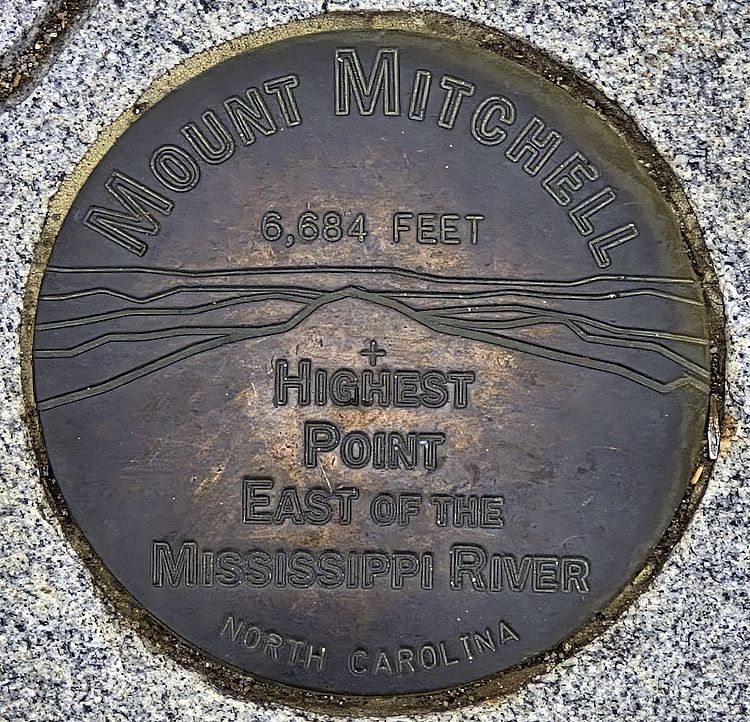 MOUNT MITCHELL
6,684 FEET
HIGHEST
POINT
EAST OF THE
MISSISSIPPI RIVER
NORTH CAROLINA